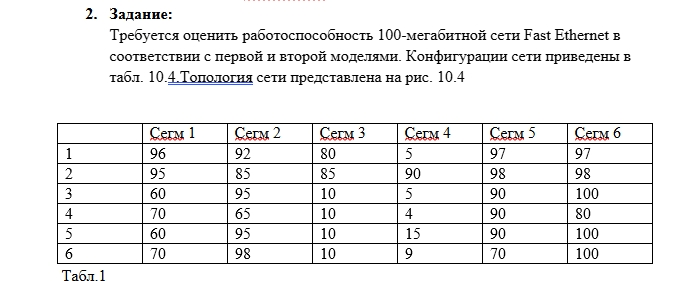 2. Задание:
Требуется оценить работоспособность 100-мегабитной сети Fast Ethernet в
соответствии с первой и второй моделями. Конфигурации сети приведены в
табл. 10.4.Топология сети представлена на рис. 10.4
Сегм 1 Сегм 2 Сегм 3 Сегм 4 Сегм 5 Сегм 6
1 96 92 80 5 97 97
2 95 85 85 90 98 98
3 60 95 10 5 90 100
4 70 65 10 4 90 80
5 60 95 10 15 90 100
6 70 98 10 9 70 100
Табл.1